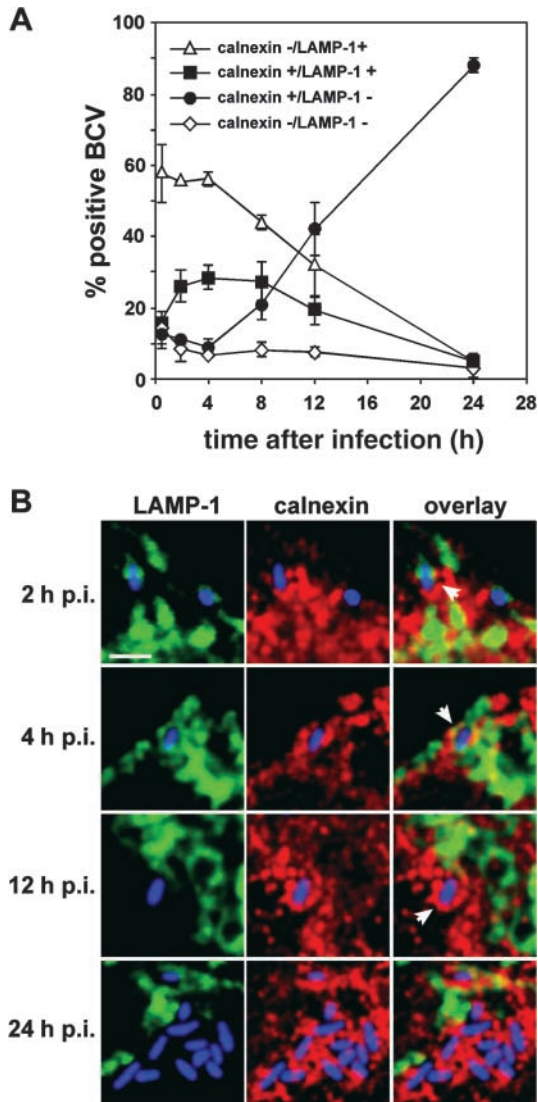 A
calnexin -/LAMP-1+
calnexin +/LAMP-1 +
calnexin +/LAMP-1 -
calnexin -/LAMP-1 -
100
80
60
40
20
0
% positive BCV
0 4 8 12 16 20 24 28
time after infection (h)
B
LAMP-1 calnexin overlay
2 h p.i.
4 h p.i.
12 h p.i.
24 h p.i.